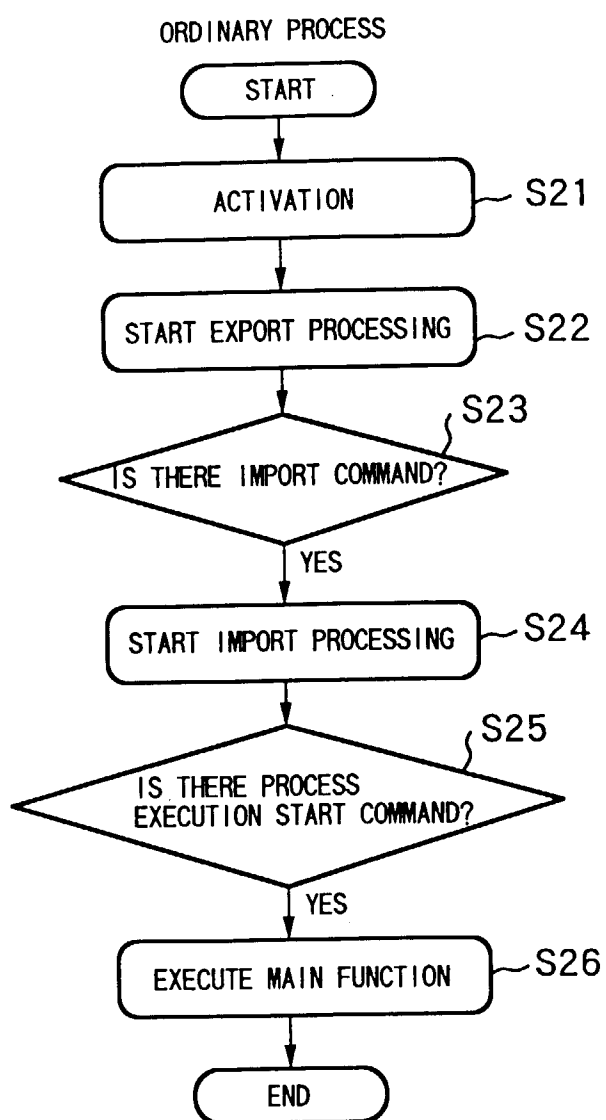 ORDINARY PROCESS
START
ACTIVATION
S21
START EXPORT PROCESSING
S22
S23
IS THERE IMPORT COMMAND?
YES
START IMPORT PROCESSING
S24
S25
IS THERE PROCESS
EXECUTION START COMMAND?
YES
EXECUTE MAIN FUNCTION
S26
END